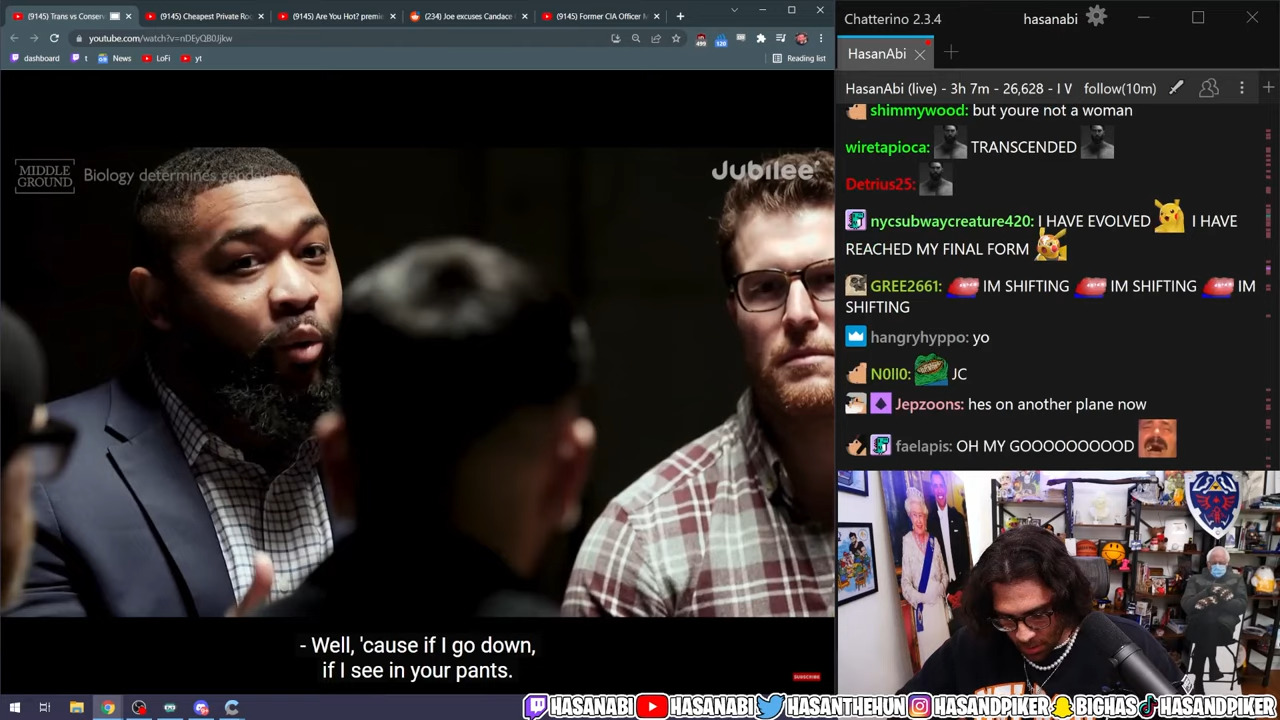 (9145) Trans vs Conserv
(9145) Cheapest Private Ro
(9145) Are You Hot? premi
(234) Joe excuses Candace
(9145) Former CIA Officer
youtube.com/watch?v=nDEyQB0Jjkw
499
120
dashboard
t
News
LoFi
yt
Reading list
MIDDLE
GROUND
Biology determines gender
Jubilee
- Well, 'cause if I go down,
if I see in your pants.
SUBSCRIBE
Chatterino 2.3.4
hasanabi
HasanAbi
HasanAbi (live) - 3h 7m - 26,628 - I V
follow(10m)
shimmywood: but youre not a woman
wiretapioca: TRANSCENDED
Detrius25:
nycsubwaycreature420: I HAVE EVOLVED I HAVE
REACHED MY FINAL FORM
GREE2661: IM SHIFTING IM SHIFTING IM
SHIFTING
hangryhyppo: yo
N0ll0: JC
Jepzoons: hes on another plane now
faelapis: OH MY GOOOOOOOOOD
HASANABI HASANABI HASANTHEHUN HASANDPIKER BIGHAS HASANDPIKER